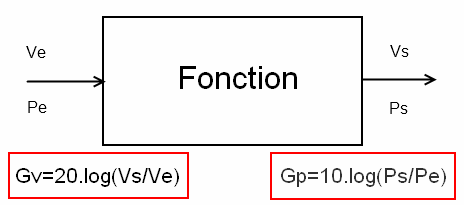 Ve
Vs
Fonction
Pe
Ps
Gv=20.log(Vs/Ve)
Gp=10.log(Ps/Pe)